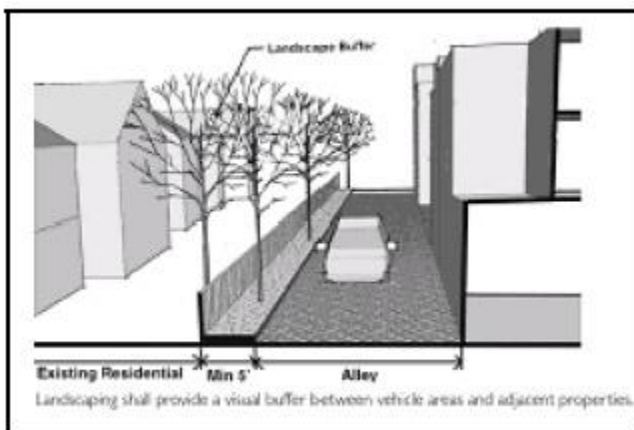 Landscape Buffer
Existing Residential Min 5' Alley
Landscaping shall provide a visual buffer between vehicle areas and adjacent properties.